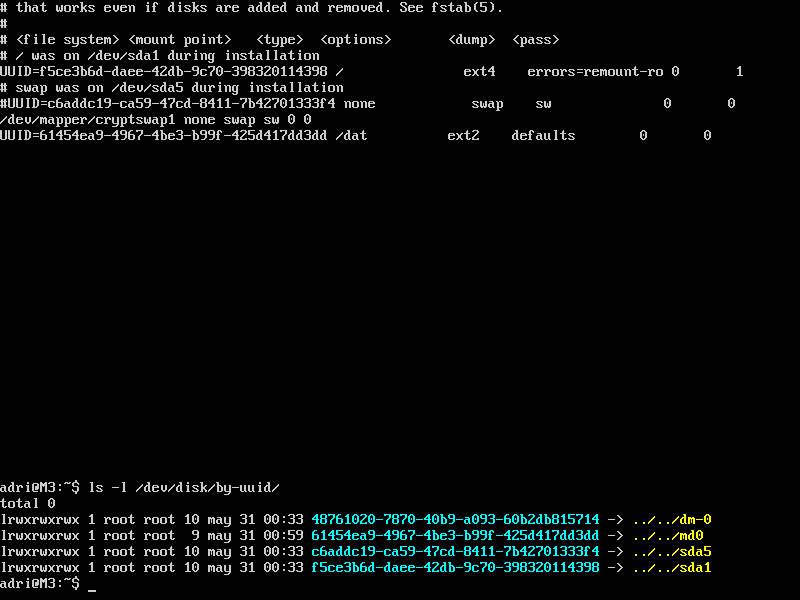 # that works even if disks are added and removed. See fstab(5).
#
# <file system> <mount point>   <type>  <options>       <dump>  <pass>
# / was on /dev/sda1 during installation
UUID=f5ce3b6d-daee-42db-9c70-398320114398 /               ext4    errors=remount-ro 0       1
# swap was on /dev/sda5 during installation
#UUID=c6addc19-ca59-47cd-8411-7b42701333f4 none            swap    sw              0       0
/dev/mapper/cryptswap1 none swap sw 0 0
UUID=61454ea9-4967-4be3-b99f-425d417dd3dd /dat          ext2    defaults        0       0
adri@M3:~$ ls -l /dev/disk/by-uuid/
total 0
lrwxrwxrwx 1 root root 10 may 31 00:33 48761020-7870-40b9-a093-60b2db815714 -> ../../dm-0
lrwxrwxrwx 1 root root  9 may 31 00:59 61454ea9-4967-4be3-b99f-425d417dd3dd -> ../../md0
lrwxrwxrwx 1 root root 10 may 31 00:33 c6addc19-ca59-47cd-8411-7b42701333f4 -> ../../sda5
lrwxrwxrwx 1 root root 10 may 31 00:33 f5ce3b6d-daee-42db-9c70-398320114398 -> ../../sda1
adri@M3:~$ _